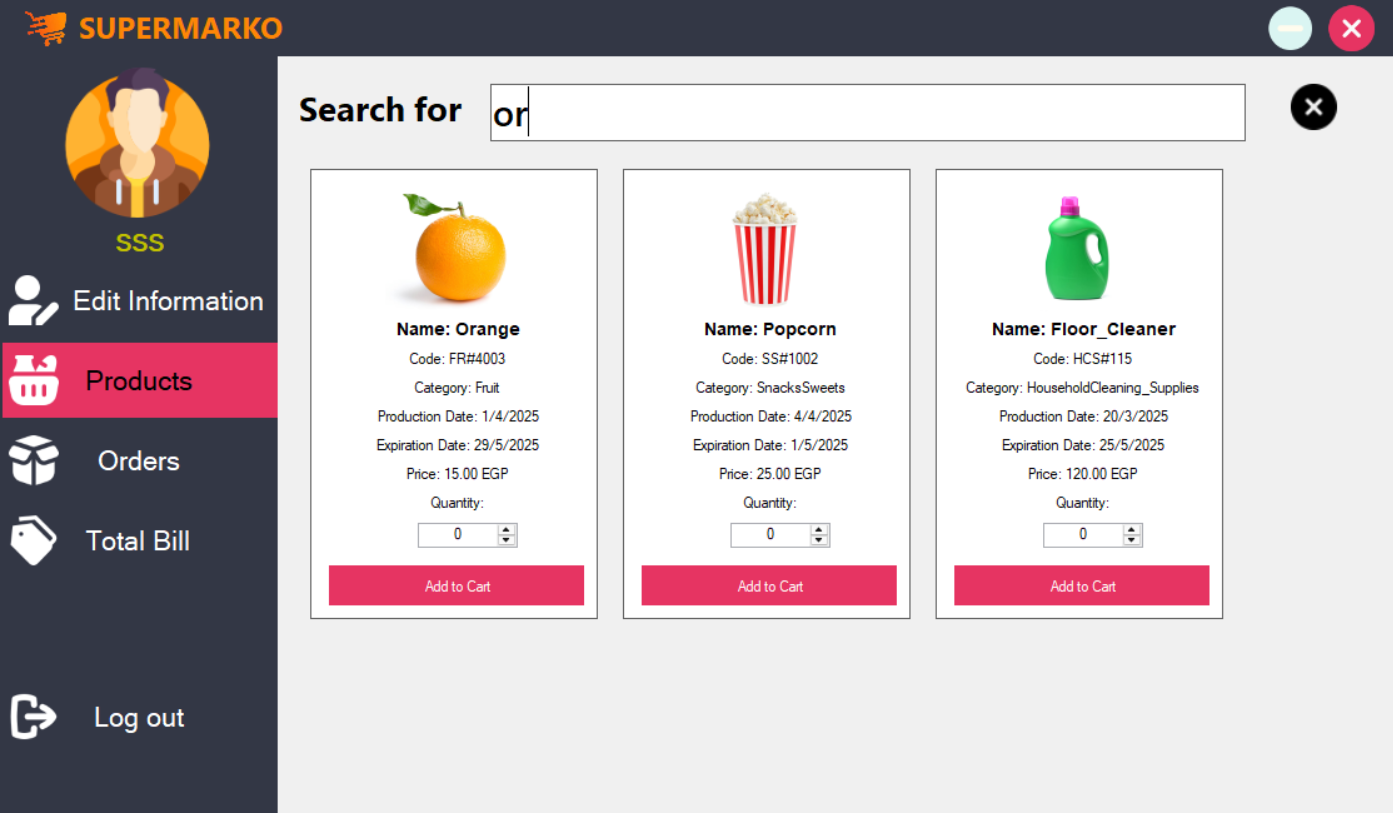 SUPERMARKO
SSS
Edit Information
Products
Orders
Total Bill
Log out
Search for
or
Name: Orange
Code: FR#4003
Category: Fruit
Production Date: 1/4/2025
Expiration Date: 29/5/2025
Price: 15.00 EGP
Quantity:
0
Add to Cart
Name: Popcorn
Code: SS#1002
Category: SnacksSweets
Production Date: 4/4/2025
Expiration Date: 1/5/2025
Price: 25.00 EGP
Quantity:
0
Add to Cart
Name: Floor_Cleaner
Code: HCS#115
Category: HouseholdCleaning_Supplies
Production Date: 20/3/2025
Expiration Date: 25/5/2025
Price: 120.00 EGP
Quantity:
0
Add to Cart